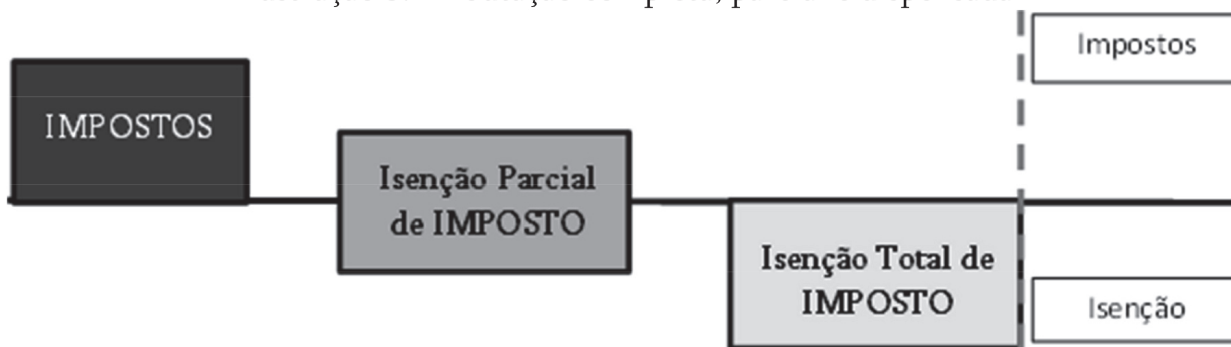 IMPOSTOS
Isenção Parcial
de IMPOSTO
Isenção Total de
IMPOSTO
Impostos
Isenção